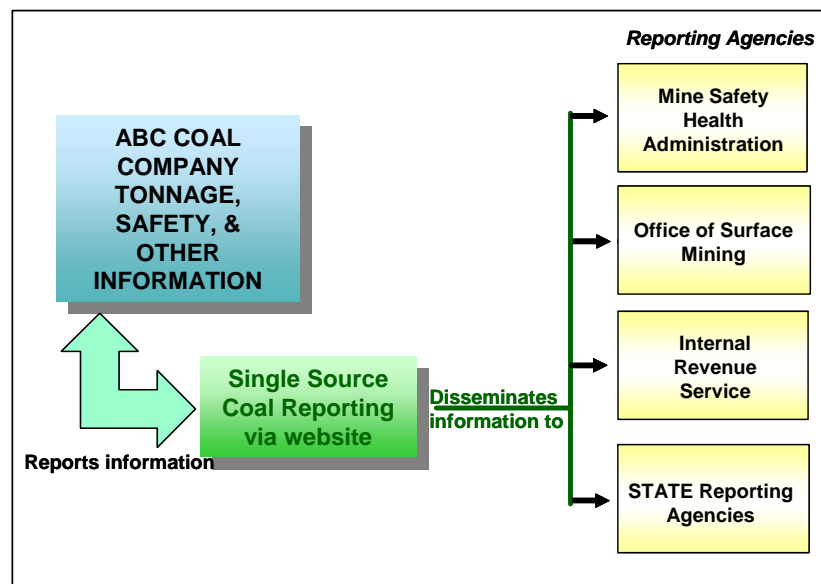 Reporting Agencies
ABC COAL
COMPANY
TONNAGE,
SAFETY, &
OTHER
INFORMATION
Reports information
Single Source
Coal Reporting
via website
Disseminates
information to
Mine Safety
Health
Administration
Office of Surface
Mining
Internal
Revenue
Service
STATE Reporting
Agencies